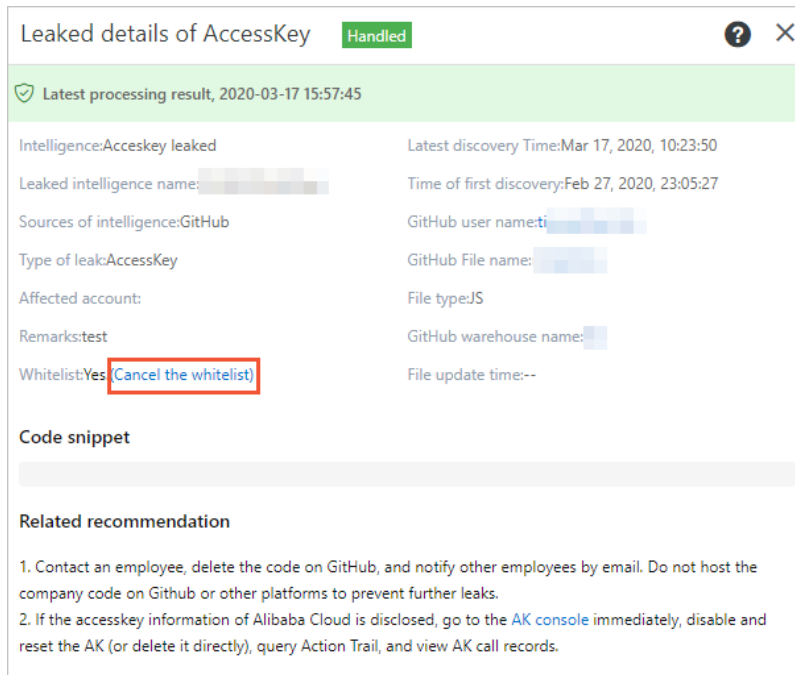 Leaked details of AccessKey Handled ?
Latest processing result, 2020-03-17 15:57:45
Intelligence:Acceskey leaked Latest discovery Time:Mar 17, 2020, 10:23:50
Leaked intelligence name: Time of first discovery:Feb 27, 2020, 23:05:27
Sources of intelligence:GitHub GitHub user name:ti
Type of leak:AccessKey GitHub File name:
Affected account: File type:JS
Remarks:test GitHub warehouse name:
Whitelist:Yes (Cancel the whitelist) File update time:--
Code snippet
Related recommendation
1. Contact an employee, delete the code on GitHub, and notify other employees by email. Do not host the
company code on Github or other platforms to prevent further leaks.
2. If the accesskey information of Alibaba Cloud is disclosed, go to the AK console immediately, disable and
reset the AK (or delete it directly), query Action Trail, and view AK call records.